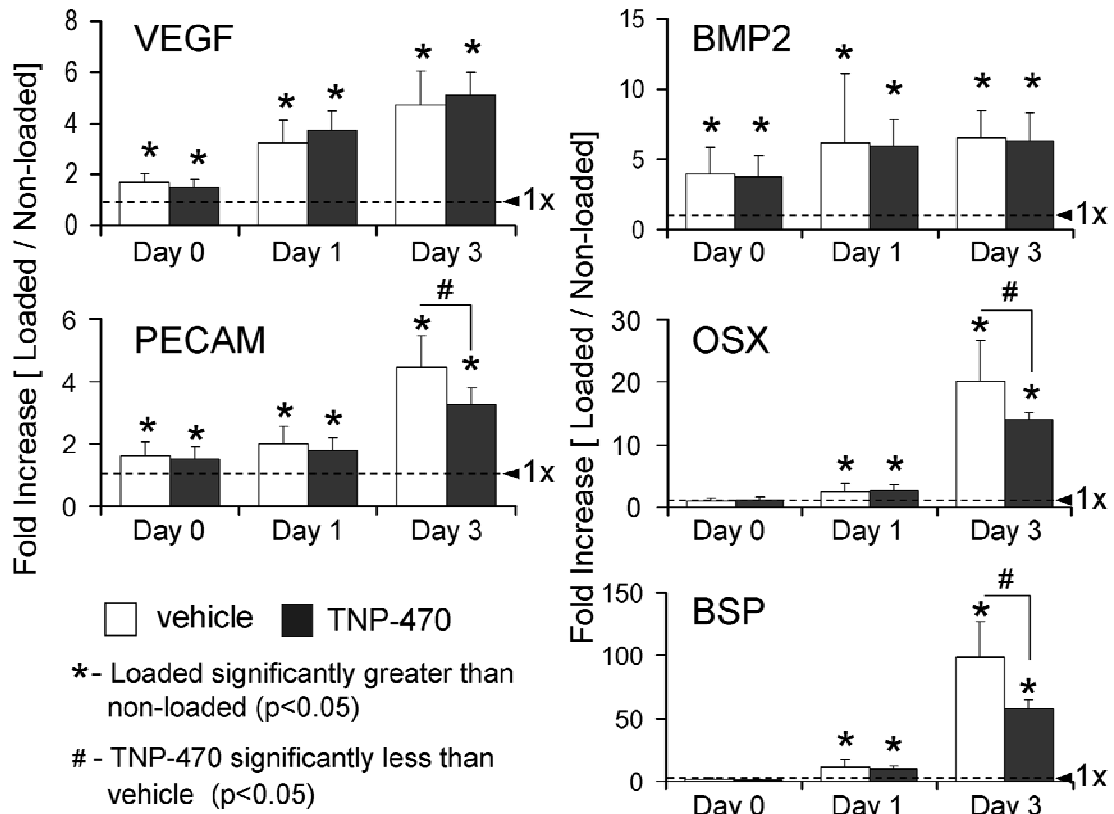 Fold Increase [ Loaded / Non-loaded]
VEGF
8
6
4
2
0
* * * * * *
1x
Day 0 Day 1 Day 3
PECAM
6
4
2
0
* * * * * *
#
1x
Day 0 Day 1 Day 3
vehicle TNP-470
*- Loaded significantly greater than
non-loaded (p<0.05)
# - TNP-470 significantly less than
vehicle (p<0.05)
Fold Increase [ Loaded / Non-loaded]
BMP2
15
10
5
0
* * * * * *
1x
Day 0 Day 1 Day 3
OSX
30
20
10
0
* * * *
#
1x
Day 0 Day 1 Day 3
BSP
150
100
50
0
* * * *
#
1x
Day 0 Day 1 Day 3